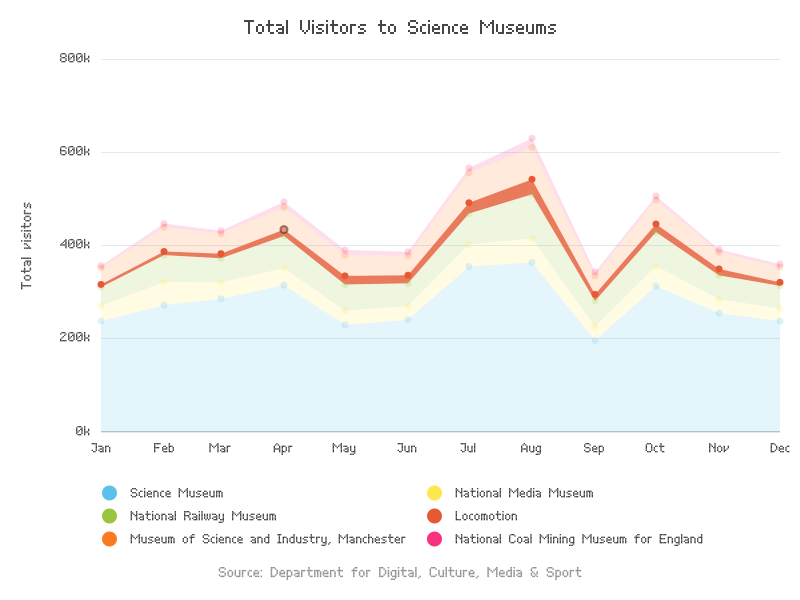 Total Visitors to Science Museums
800k
600k
400k
200k
0k
Total visitors
Jan Feb Mar Apr May Jun Jul Aug Sep Oct Nov Dec
Science Museum
National Media Museum
National Railway Museum
Locomotion
Museum of Science and Industry, Manchester
National Coal Mining Museum for England
Source: Department for Digital, Culture, Media & Sport